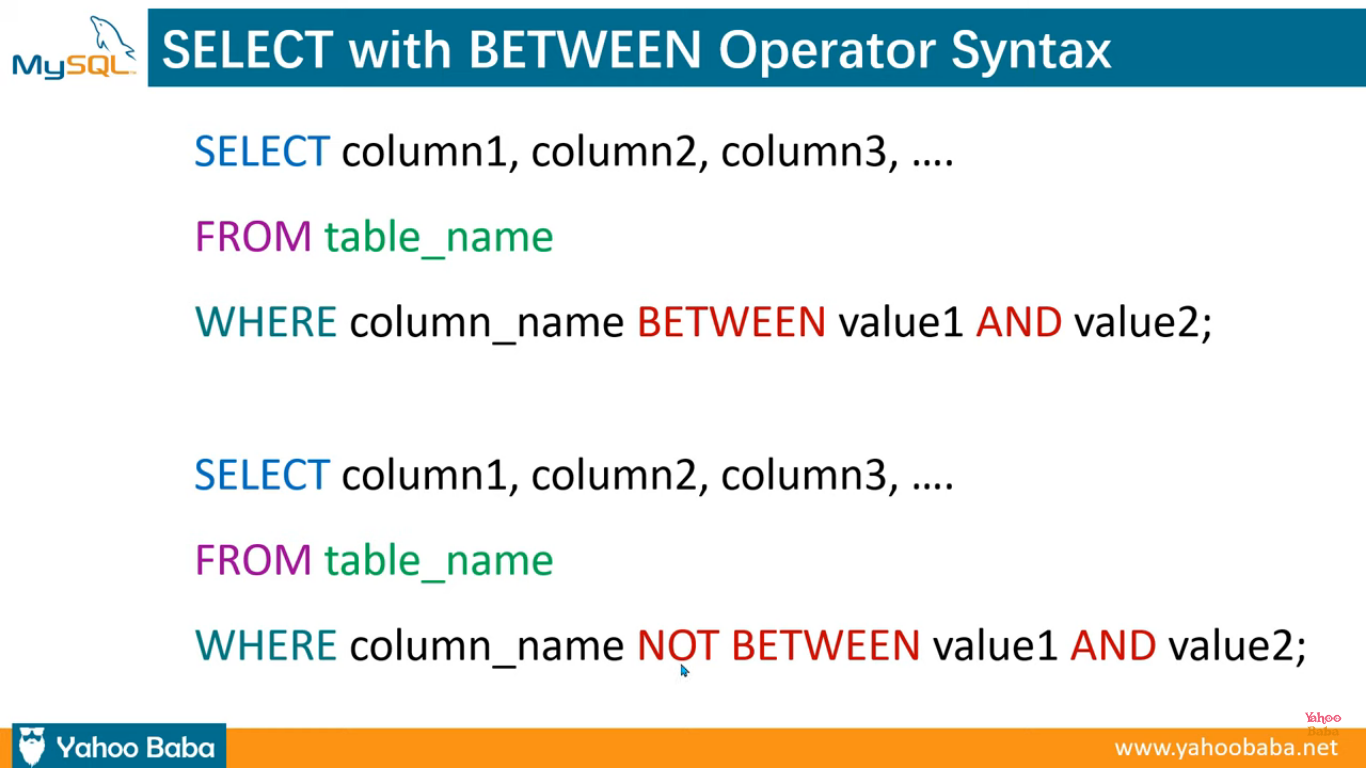 MySQL
SELECT with BETWEEN Operator Syntax
SELECT column1, column2, column3, ....
FROM table_name
WHERE column_name BETWEEN value1 AND value2;
SELECT column1, column2, column3, ....
FROM table_name
WHERE column_name NOT BETWEEN value1 AND value2;
Yahoo
Baba
Yahoo Baba
www.yahoobaba.net